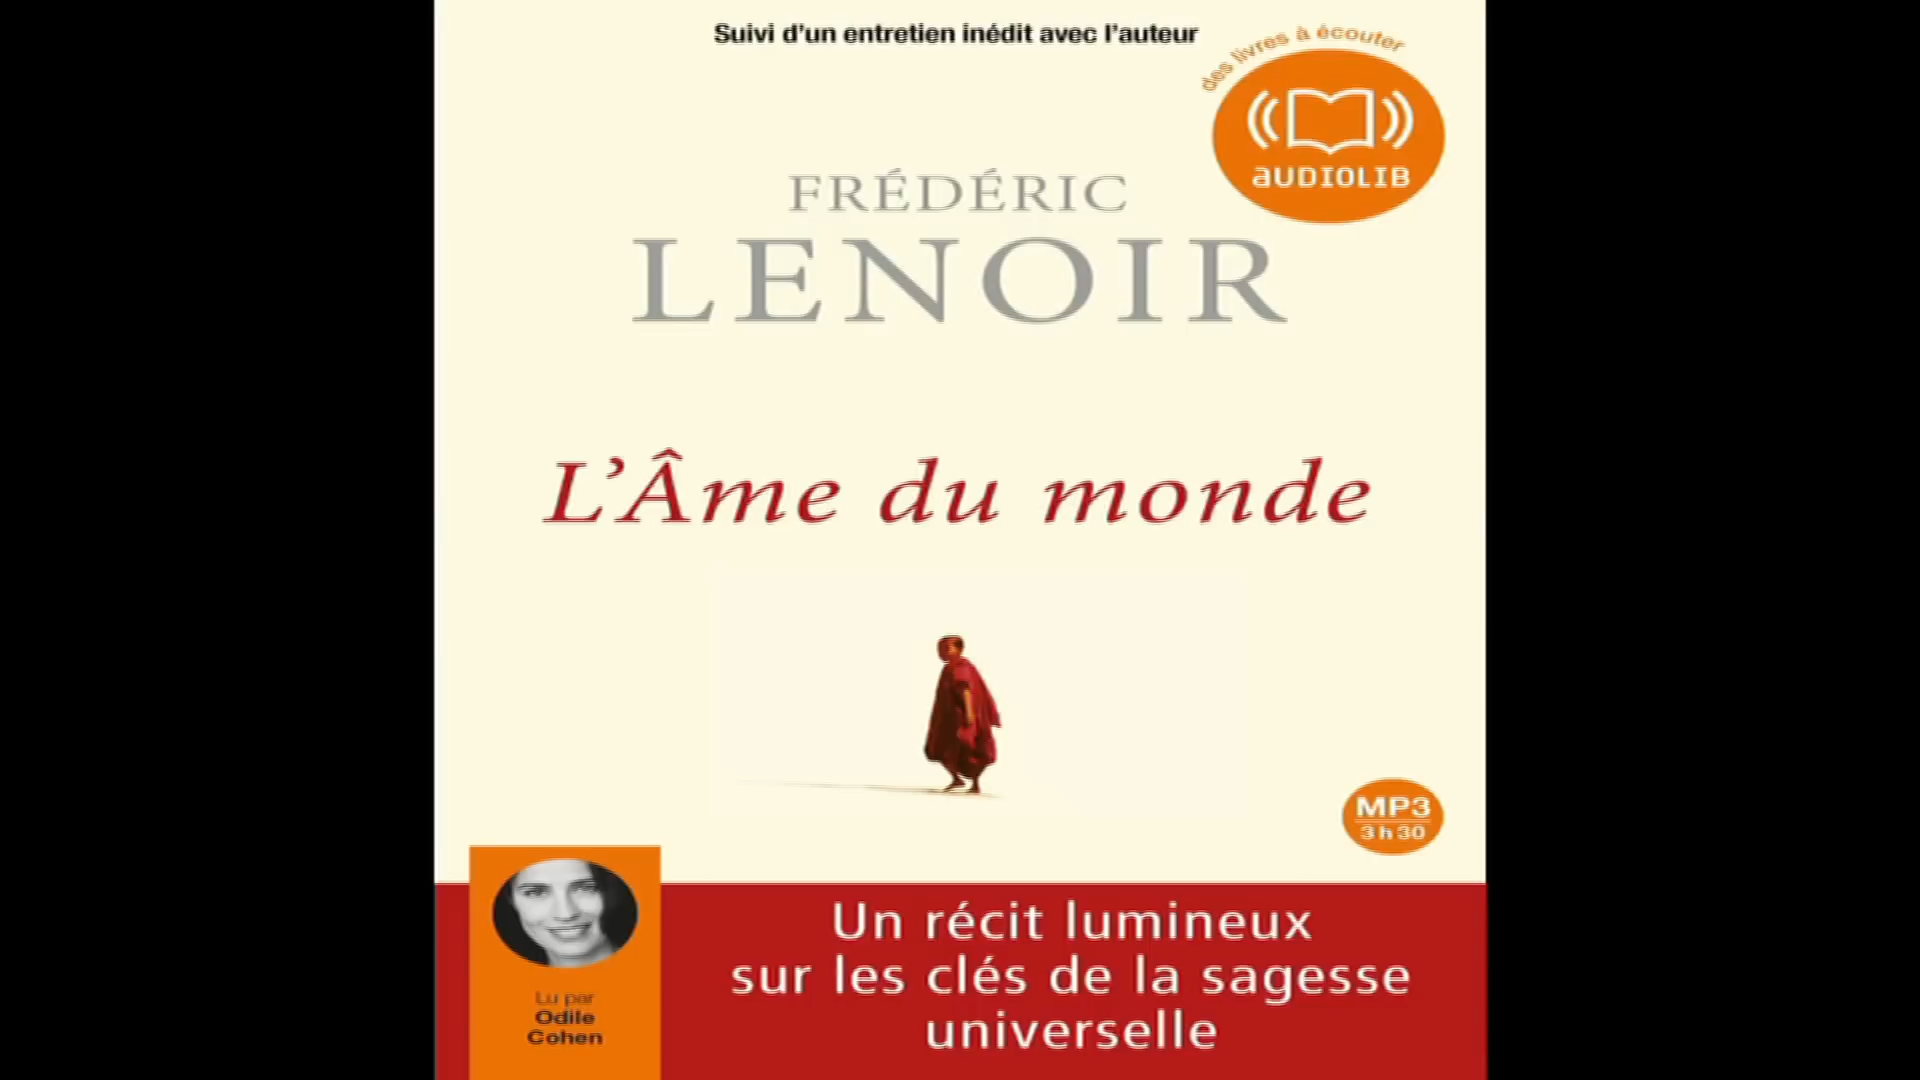 Suivi d'un entretien inédit avec l'auteur
des livres à écouter
AUDIOLIB
FRÉDÉRIC
LENOIR
L'Âme du monde
MP3
3 h 30
Un récit lumineux
sur les clés de la sagesse
universelle
Lu par
Odile
Cohen